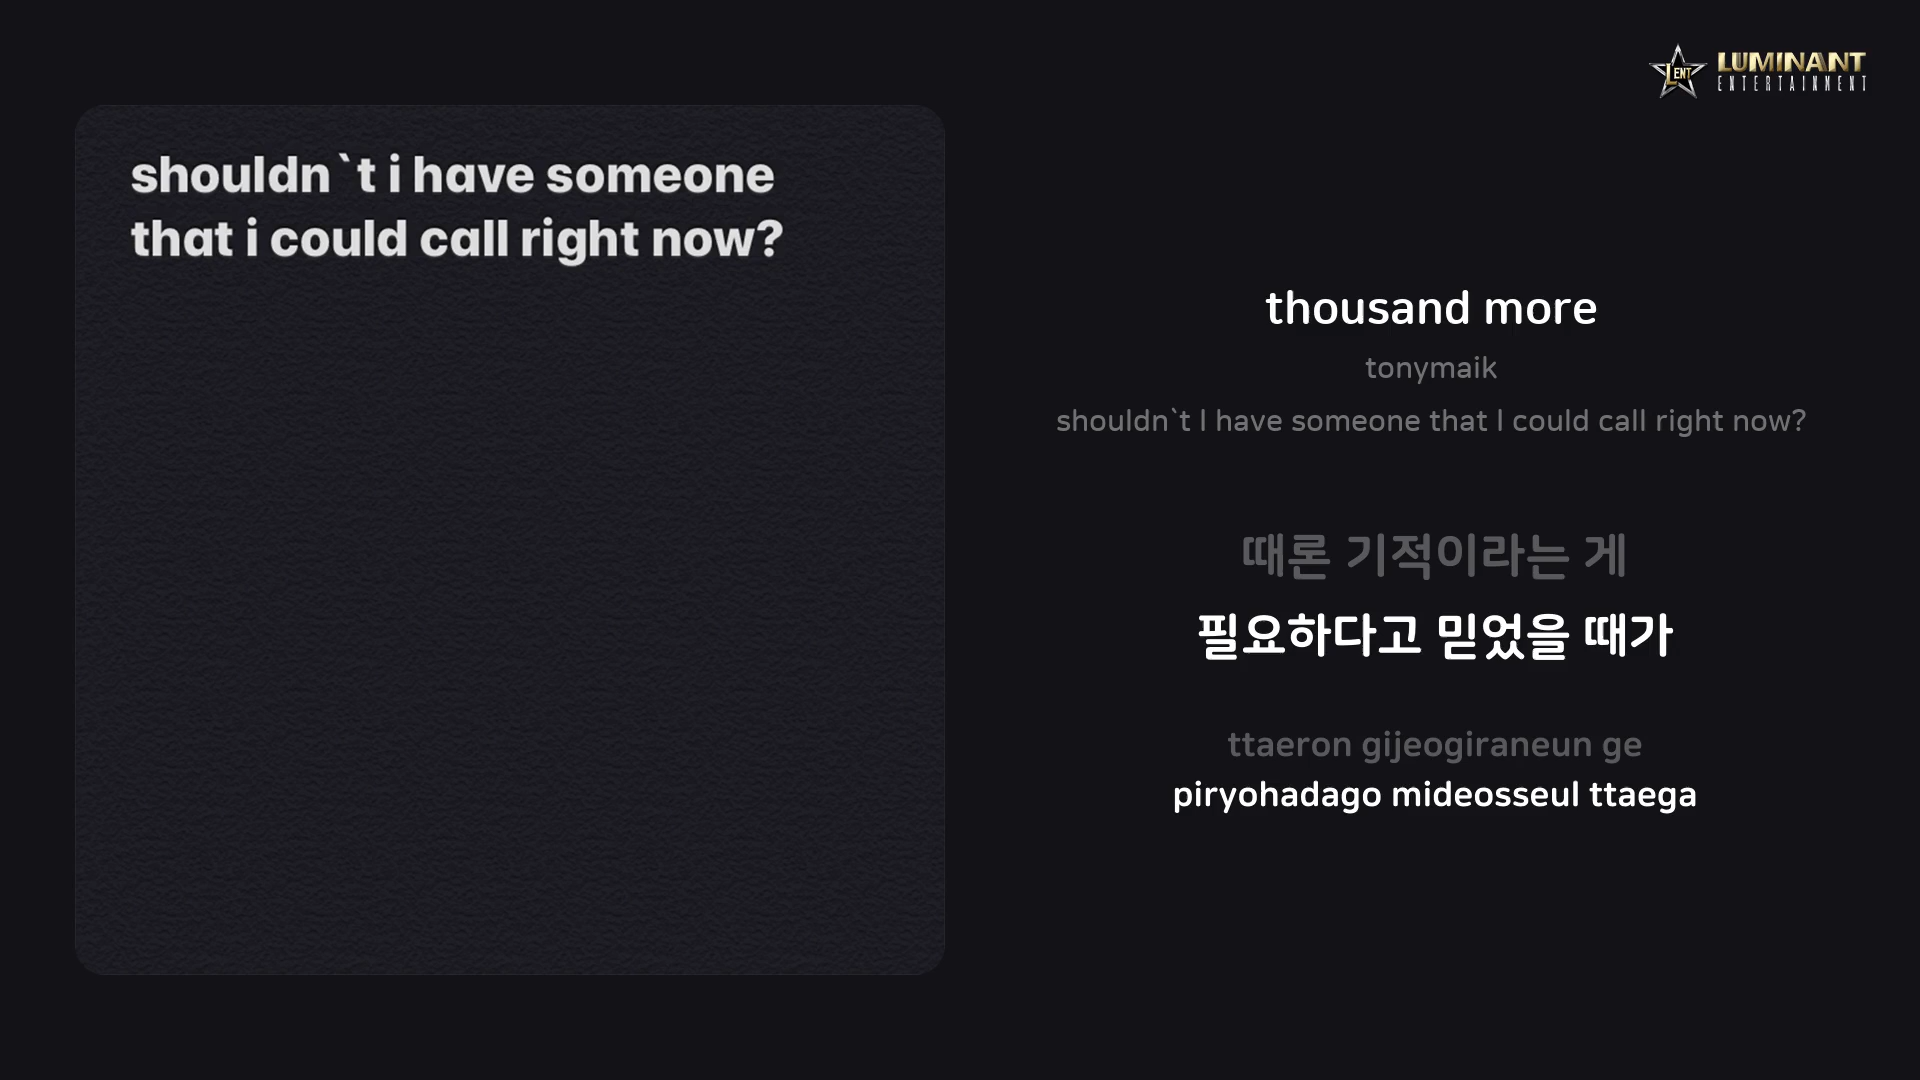 LENT
LUMINANT
ENTERTAINMENT
shouldn`t i have someone
that i could call right now?
thousand more
tonymaik
shouldn`t I have someone that I could call right now?
때론 기적이라는 게
필요하다고 믿었을 때가
ttaeron gijeogiraneun ge
piryohadago mideosseul ttaega